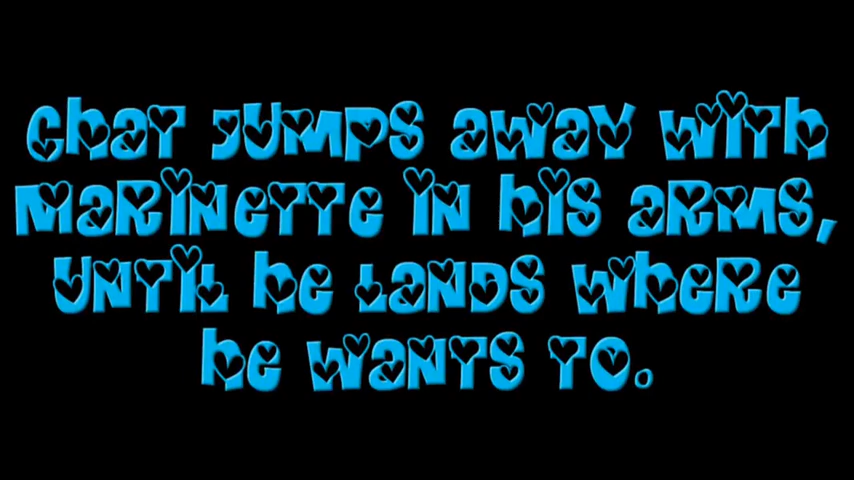 Chat jumps away with
Marinette in his arms,
until he lands where
he wants to.